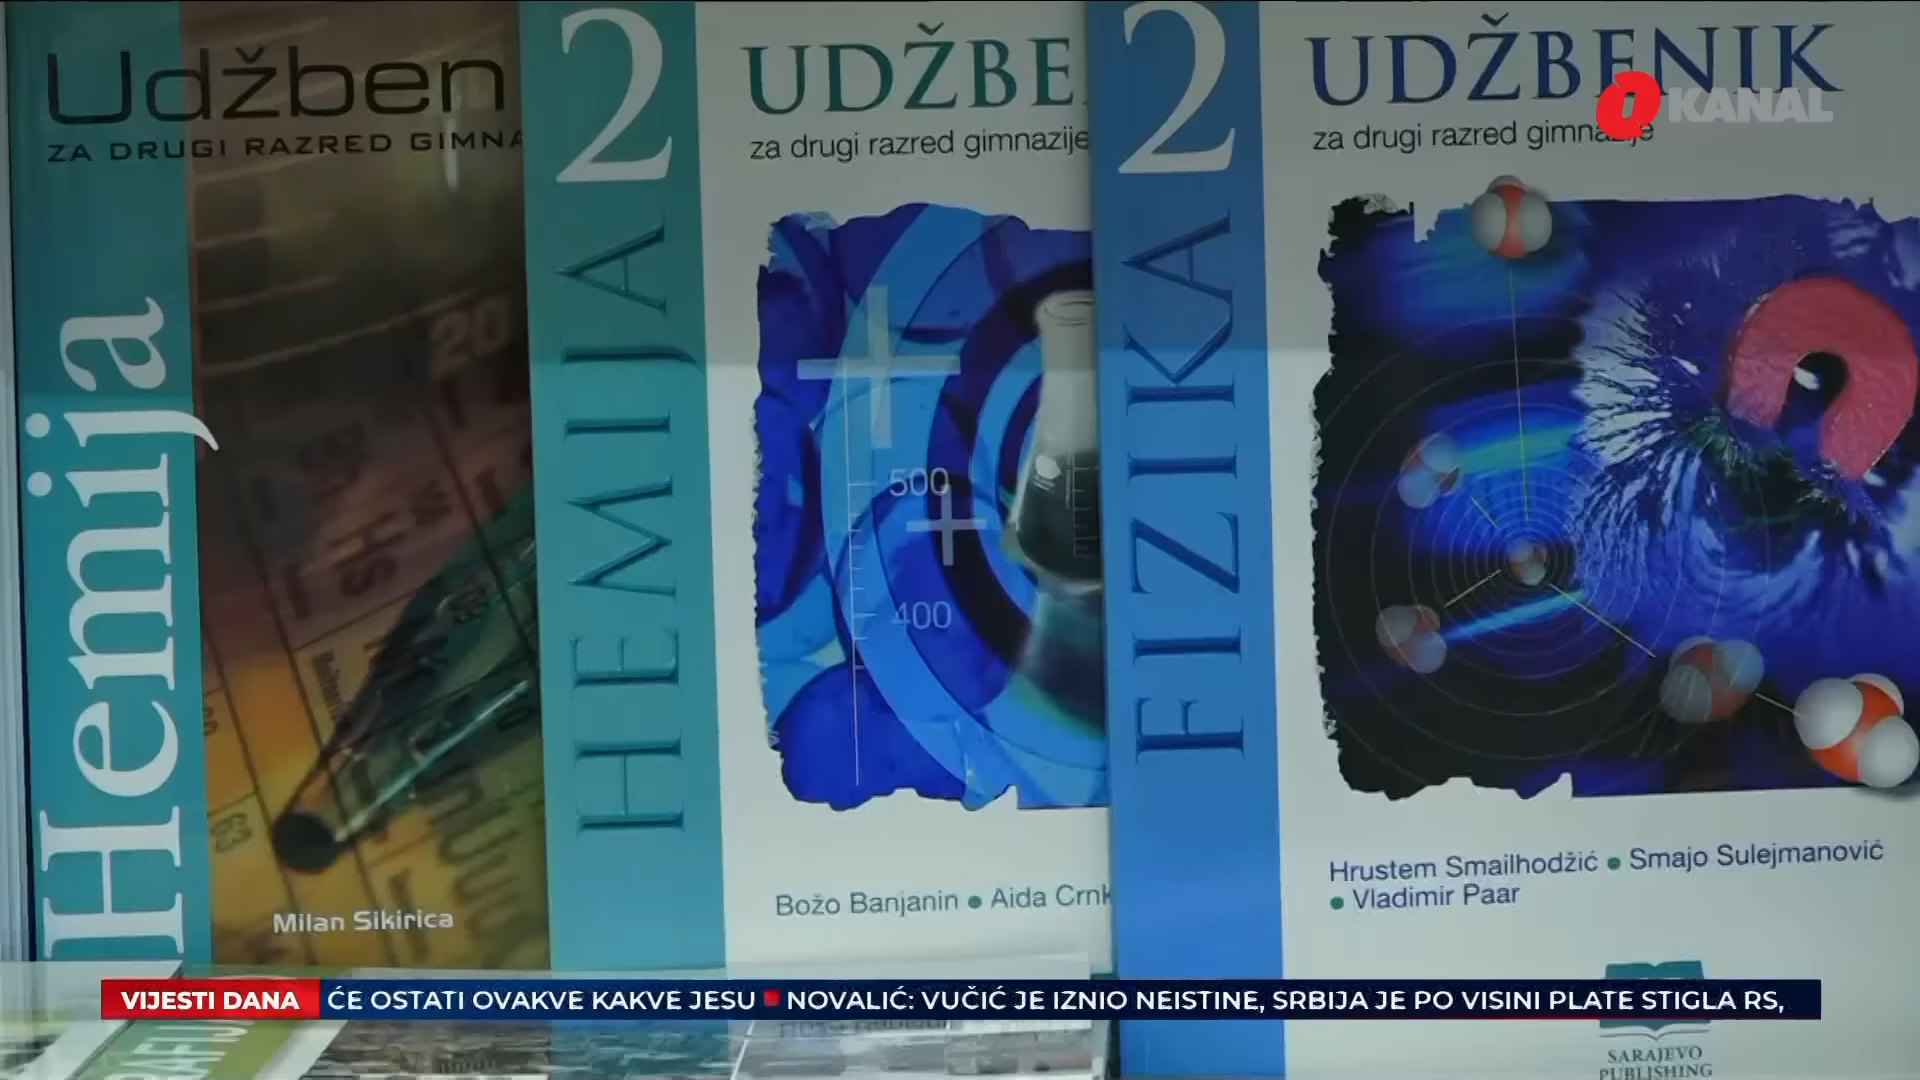 Udžben
ZA DRUGI RAZRED GIMNA
Hemija
Milan Sikirica
2
HEMIJA
UDŽBE
za drugi razred gimnazije
500
400
Božo Banjanin • Aida Crnk
2
FIZIKA
UDŽBENIK
za drugi razred gimnazije
Hrustem Smailhodžić • Smajo Sulejmanović
• Vladimir Paar
SARAJEVO
PUBLISHING
O KANAL
VIJESTI DANA ĆE OSTATI OVAKVE KAKVE JESU ■ NOVALIĆ: VUČIĆ JE IZNIO NEISTINE, SRBIJA JE PO VISINI PLATE STIGLA RS,